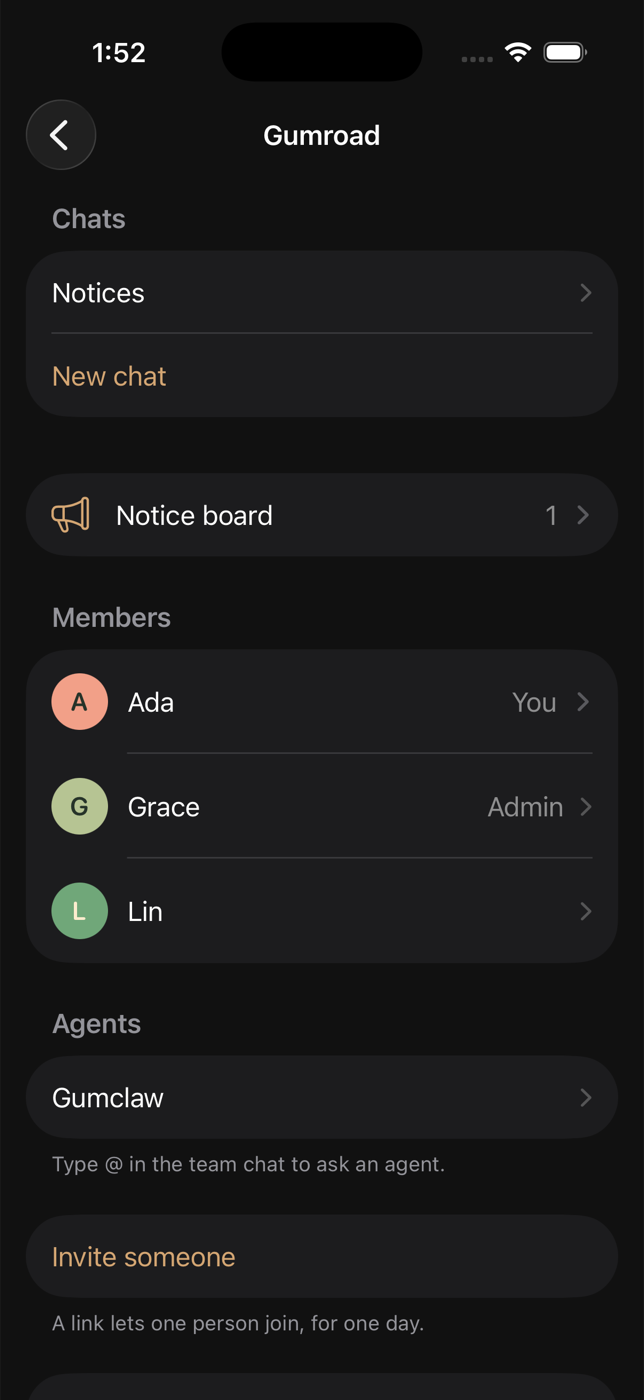 1:52
Gumroad
Chats
Notices
New chat
Notice board 1
Members
A Ada You
G Grace Admin
L Lin
Agents
Gumclaw
Type @ in the team chat to ask an agent.
Invite someone
A link lets one person join, for one day.